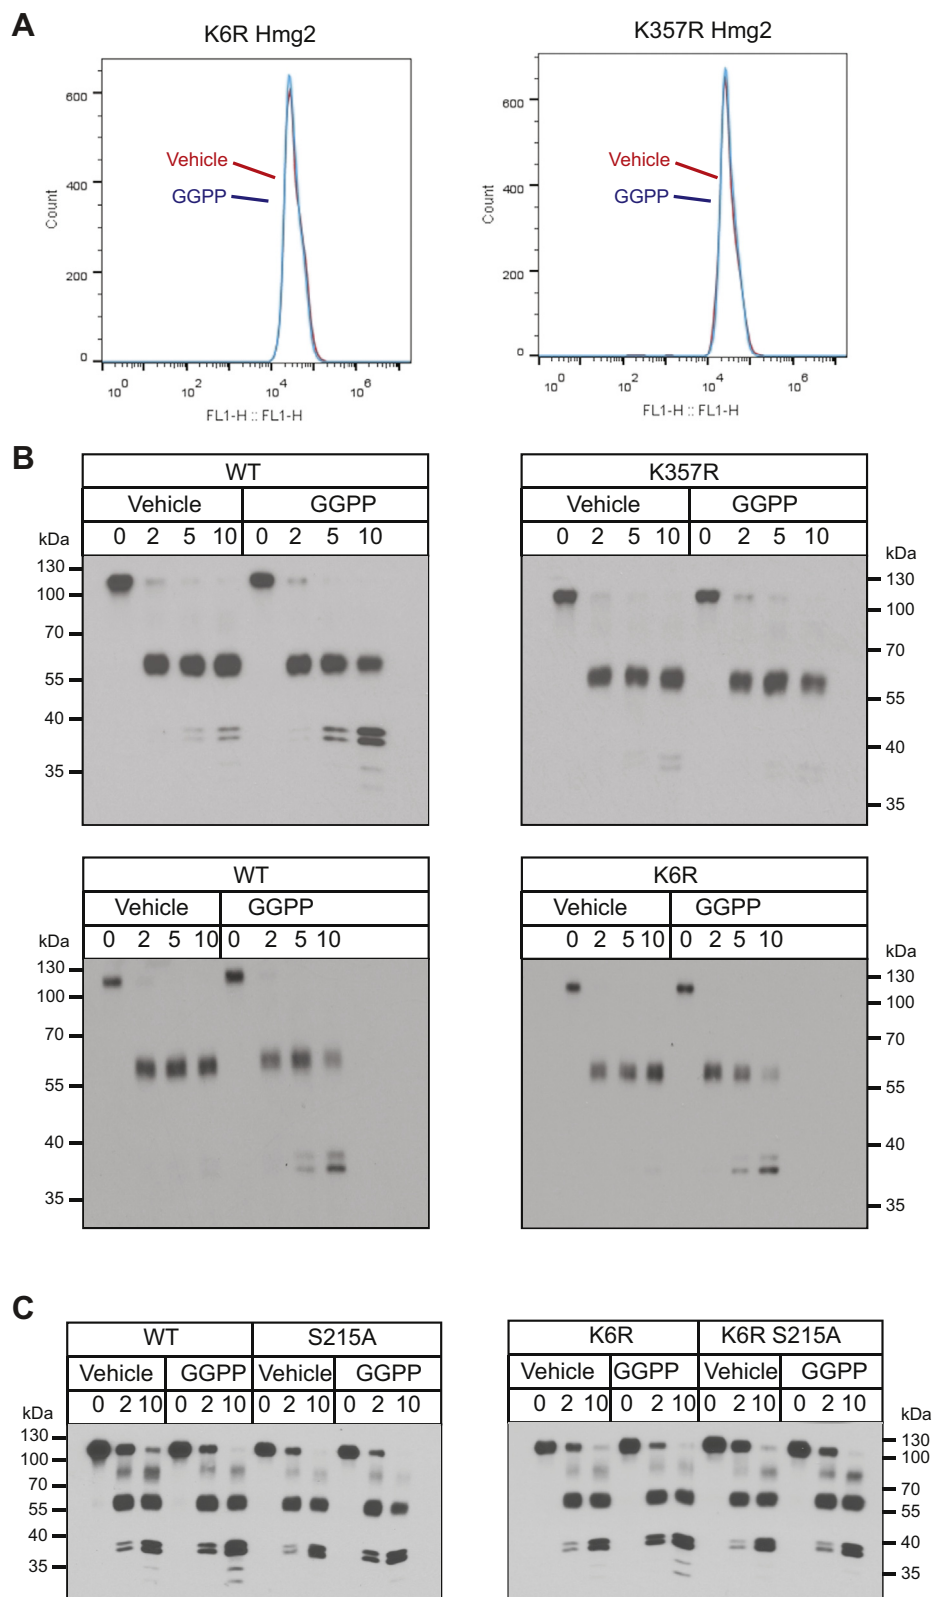 A
K6R Hmg2
K357R Hmg2
600
400
200
0
Count
Vehicle
GGPP
10^0 10^2 10^4 10^6
FL1-H :: FL1-H
600
400
200
0
Count
Vehicle
GGPP
10^0 10^2 10^4 10^6
FL1-H :: FL1-H
B
WT
Vehicle GGPP
kDa 0 2 5 10 0 2 5 10
130
100
70
55
40
35
K357R
Vehicle GGPP
0 2 5 10 0 2 5 10 kDa
130
100
70
55
40
35
WT
Vehicle GGPP
kDa 0 2 5 10 0 2 5 10
130
100
70
55
40
35
K6R
Vehicle GGPP
0 2 5 10 0 2 5 10 kDa
130
100
70
55
40
35
C
WT S215A
Vehicle GGPP Vehicle GGPP
kDa 0 2 10 0 2 10 0 2 10 0 2 10
130
100
70
55
40
35
K6R K6R S215A
Vehicle GGPP Vehicle GGPP
0 2 10 0 2 10 0 2 10 0 2 10 kDa
130
100
70
55
40
35